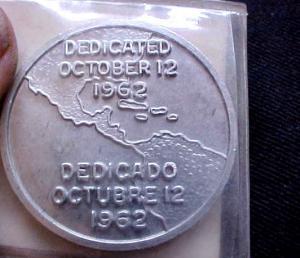 DEDICATED
OCTOBER 12
1962
DEDICADO
OCTUBRE 12
1962